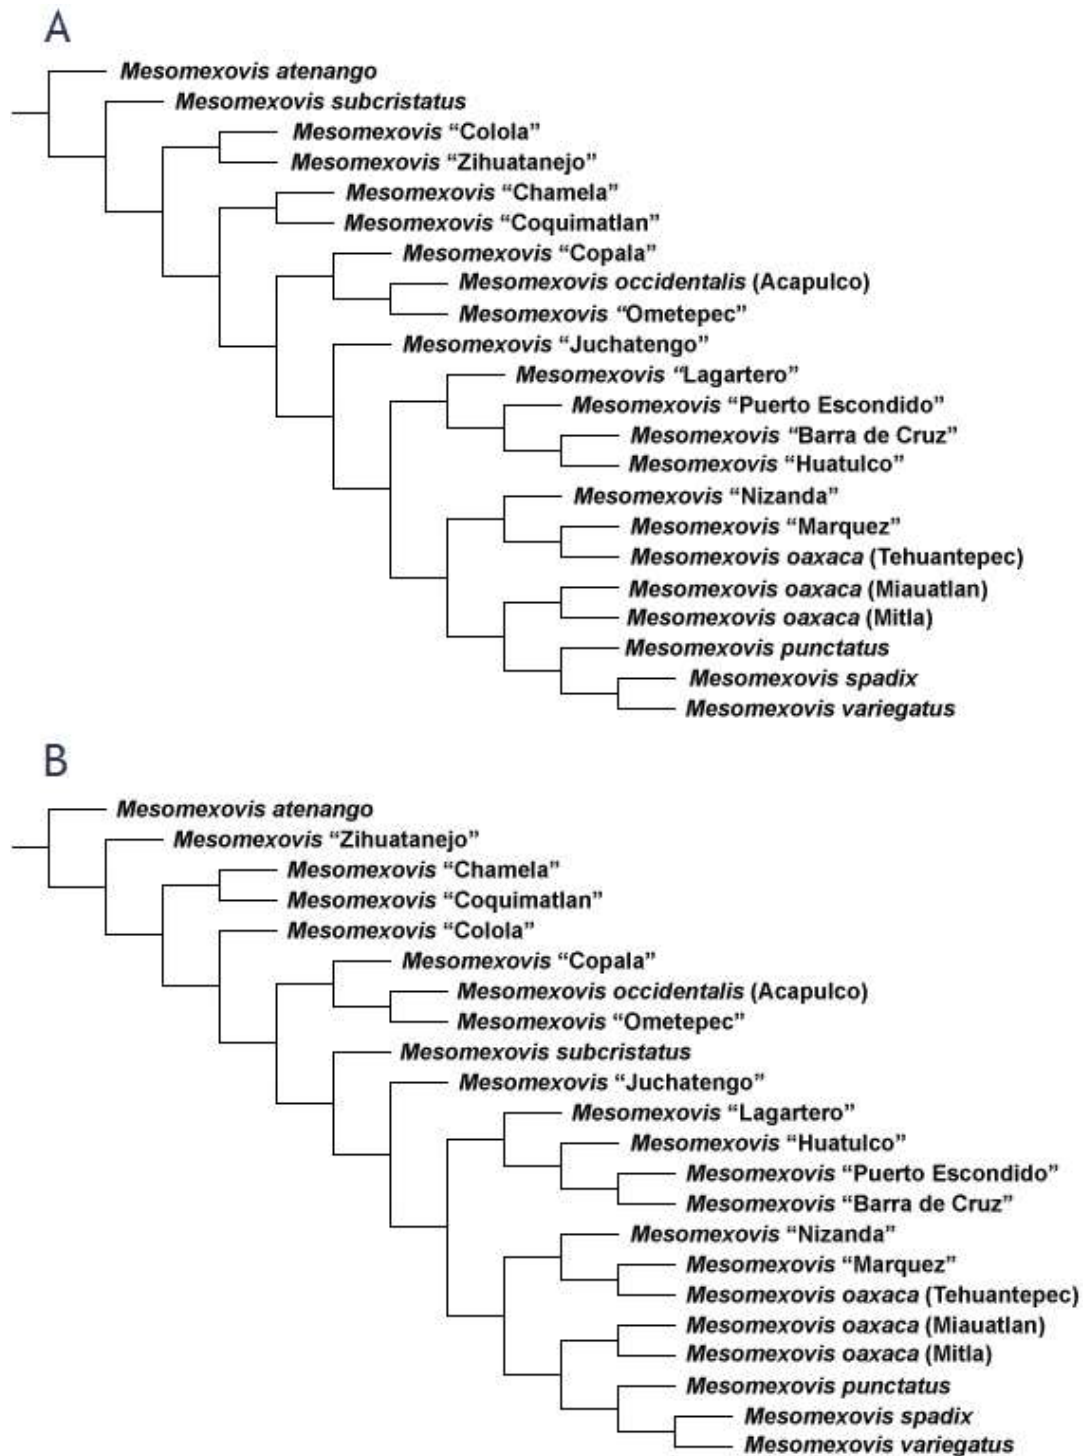 A
Mesomexovis atenango
Mesomexovis subcristatus
Mesomexovis “Colola”
Mesomexovis “Zihuatanejo”
Mesomexovis “Chamela”
Mesomexovis “Coquimatlan”
Mesomexovis “Copala”
Mesomexovis occidentalis (Acapulco)
Mesomexovis “Ometepec”
Mesomexovis “Juchatengo”
Mesomexovis “Lagartero”
Mesomexovis “Puerto Escondido”
Mesomexovis “Barra de Cruz”
Mesomexovis “Huatulco”
Mesomexovis “Nizanda”
Mesomexovis “Marquez”
Mesomexovis oaxaca (Tehuantepec)
Mesomexovis oaxaca (Miauatlan)
Mesomexovis oaxaca (Mitla)
Mesomexovis punctatus
Mesomexovis spadix
Mesomexovis variegatus
B
Mesomexovis atenango
Mesomexovis “Zihuatanejo”
Mesomexovis “Chamela”
Mesomexovis “Coquimatlan”
Mesomexovis “Colola”
Mesomexovis “Copala”
Mesomexovis occidentalis (Acapulco)
Mesomexovis “Ometepec”
Mesomexovis subcristatus
Mesomexovis “Juchatengo”
Mesomexovis “Lagartero”
Mesomexovis “Huatulco”
Mesomexovis “Puerto Escondido”
Mesomexovis “Barra de Cruz”
Mesomexovis “Nizanda”
Mesomexovis “Marquez”
Mesomexovis oaxaca (Tehuantepec)
Mesomexovis oaxaca (Miauatlan)
Mesomexovis oaxaca (Mitla)
Mesomexovis punctatus
Mesomexovis spadix
Mesomexovis variegatus